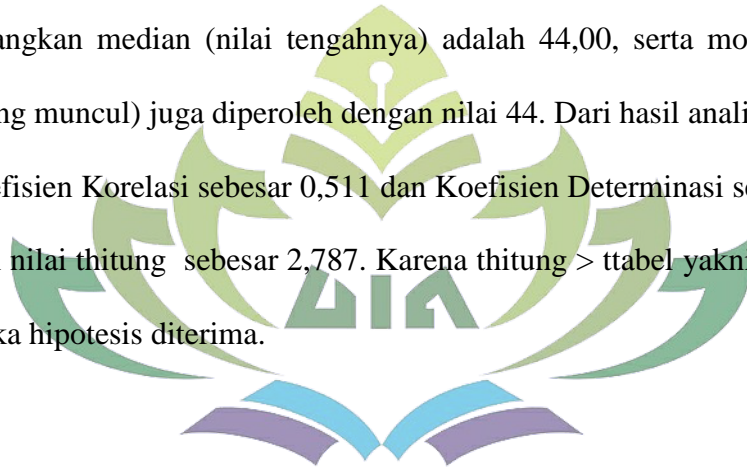 angkan median (nilai tengahnya) adalah 44,00, serta mo
ng muncul) juga diperoleh dengan nilai 44. Dari hasil anali
efisien Korelasi sebesar 0,511 dan Koefisien Determinasi se
nilai thitung sebesar 2,787. Karena thitung > ttabel yakni
ka hipotesis diterima.